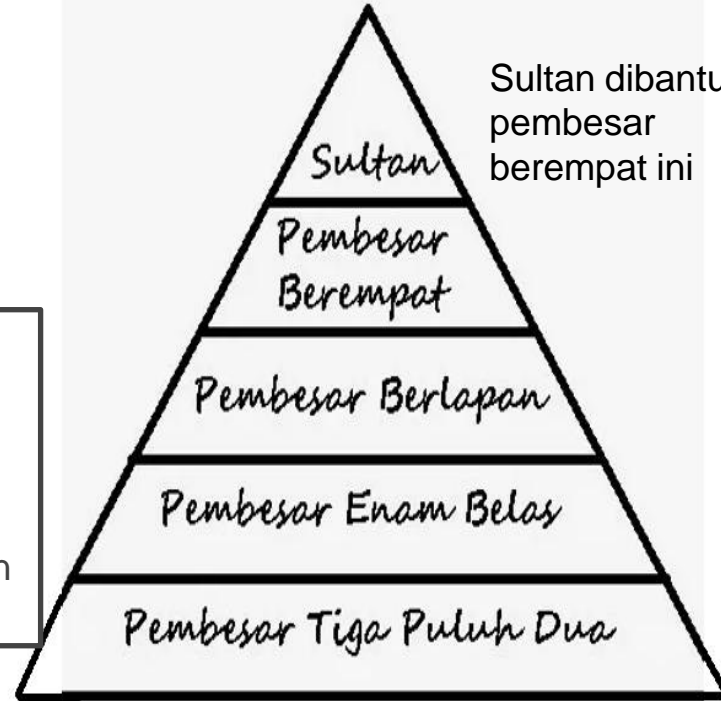 Sultan dibantu
pembesar
berempat ini
Sultan
Pembesar
Berempat
Pembesar Berlapan
Pembesar Enam Belas
Pembesar Tiga Puluh Dua